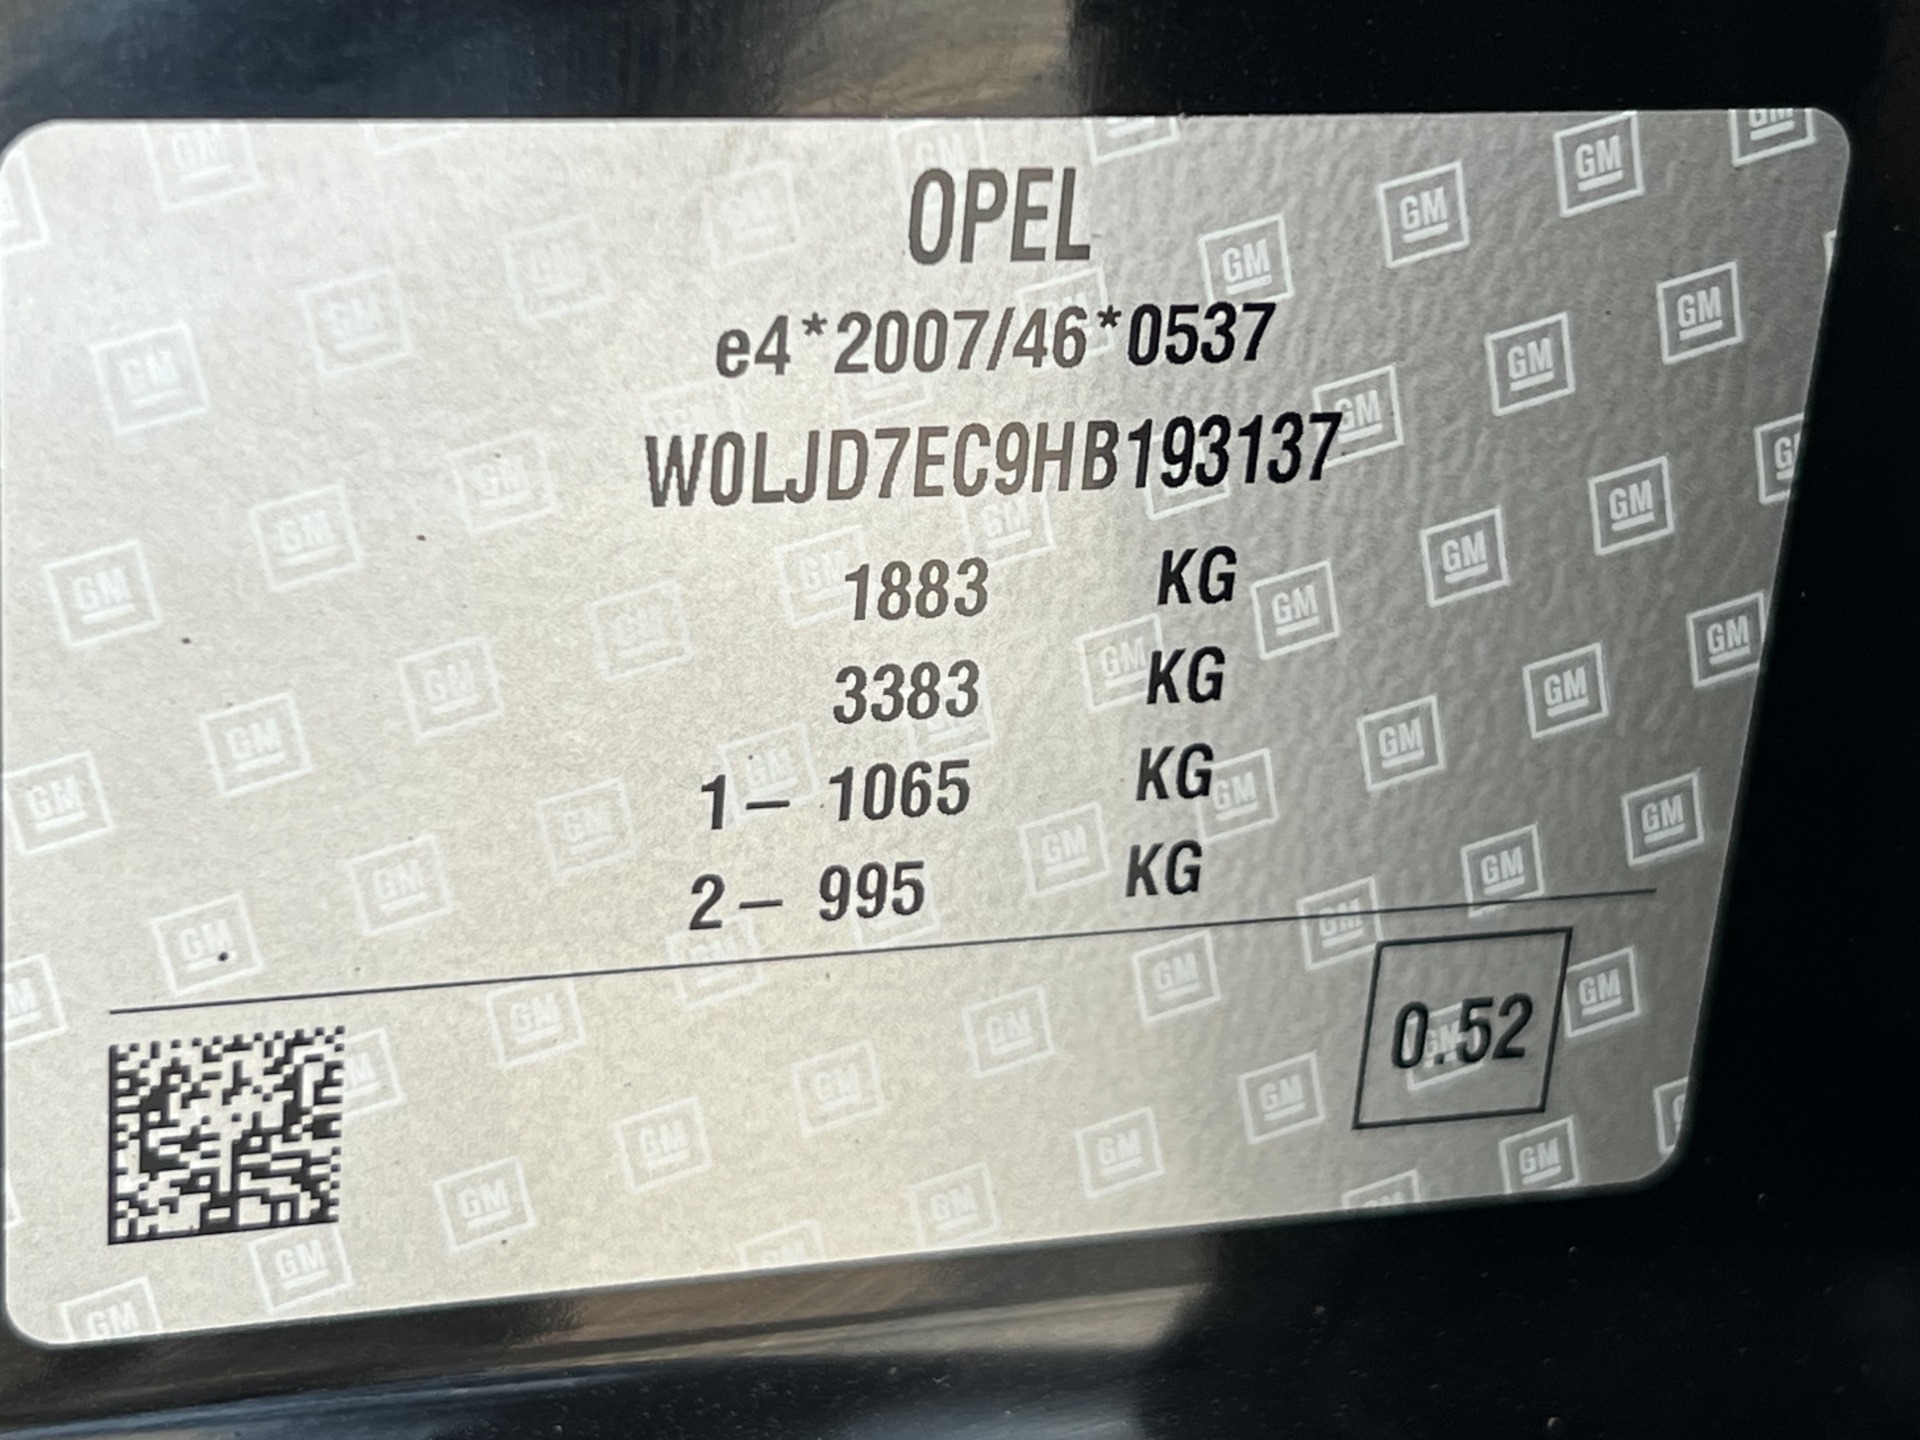 OPEL
e4*2007/46*0537
W0LJD7EC9HB193137
1883 KG
3383 KG
1– 1065 KG
2– 995 KG
0.52